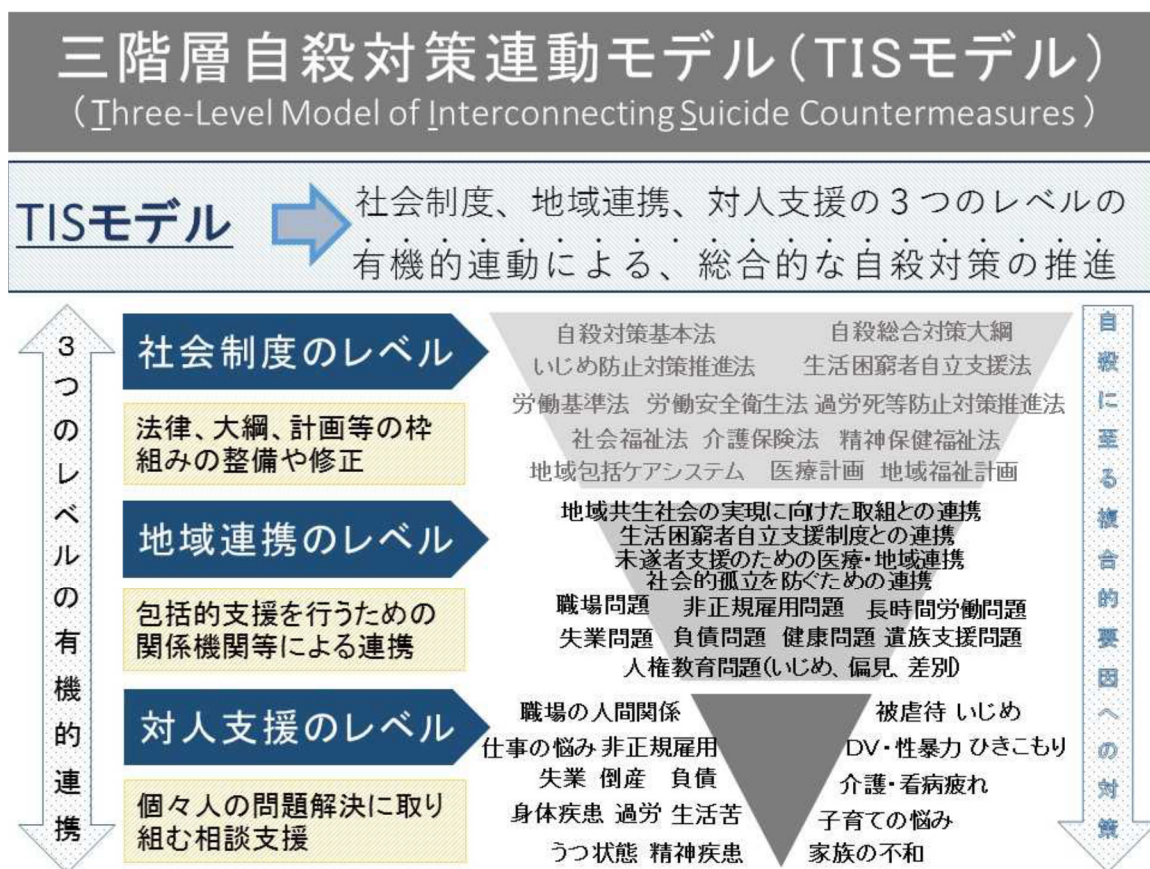 三階層自殺対策連動モデル(TISモデル)
(Three-Level Model of Interconnecting Suicide Countermeasures)
TISモデル
社会制度、地域連携、対人支援の3つのレベルの
有機的連動による、総合的な自殺対策の推進
3つのレベルの有機的連携
社会制度のレベル
法律、大綱、計画等の枠
組みの整備や修正
自殺対策基本法 自殺総合対策大綱
いじめ防止対策推進法 生活困窮者自立支援法
労働基準法 労働安全衛生法 過労死等防止対策推進法
社会福祉法 介護保険法 精神保健福祉法
地域包括ケアシステム 医療計画 地域福祉計画
地域連携のレベル
包括的支援を行うための
関係機関等による連携
地域共生社会の実現に向けた取組との連携
生活困窮者自立支援制度との連携
未遂者支援のための医療・地域連携
社会的孤立を防ぐための連携
職場問題 非正規雇用問題 長時間労働問題
失業問題 負債問題 健康問題 遺族支援問題
人権教育問題(いじめ、偏見、差別)
対人支援のレベル
個々人の問題解決に取り
組む相談支援
職場の人間関係 被虐待 いじめ
仕事の悩み 非正規雇用 DV・性暴力 ひきこもり
失業 倒産 負債 介護・看病疲れ
身体疾患 過労 生活苦 子育ての悩み
うつ状態 精神疾患 家族の不和
自殺に至る複合的要因への対策